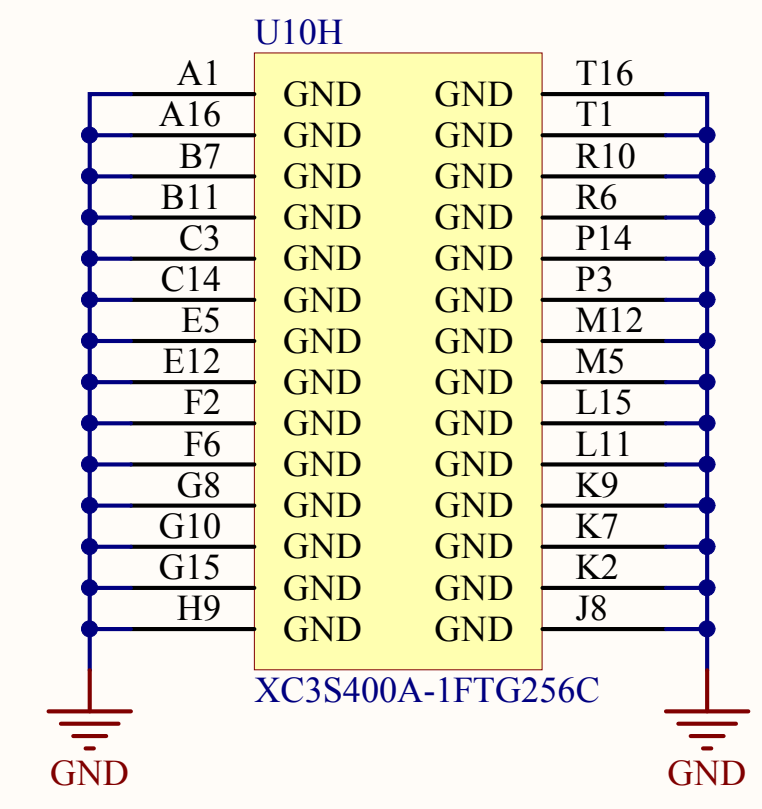 U10H
A1 GND GND T16
A16 GND GND T1
B7 GND GND R10
B11 GND GND R6
C3 GND GND P14
C14 GND GND P3
E5 GND GND M12
E12 GND GND M5
F2 GND GND L15
F6 GND GND L11
G8 GND GND K9
G10 GND GND K7
G15 GND GND K2
H9 GND GND J8
XC3S400A-1FTG256C
GND GND